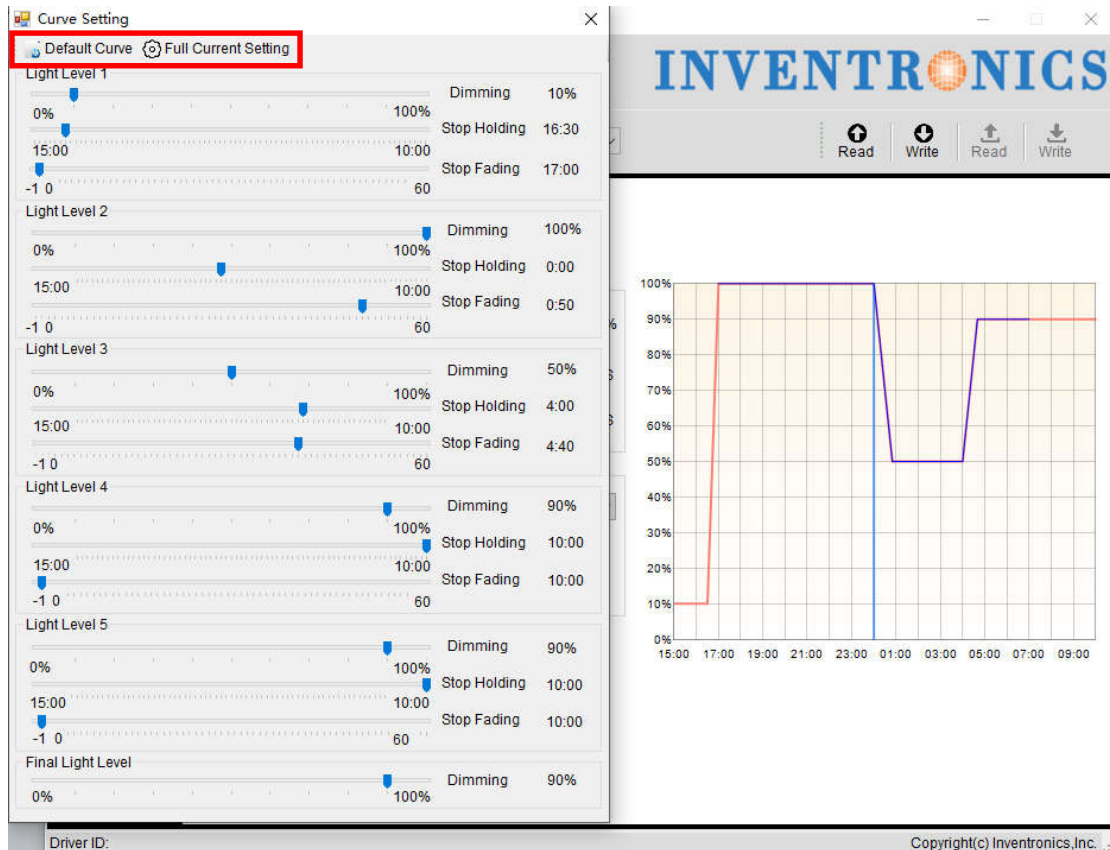 Curve Setting
Default Curve Full Current Setting
Light Level 1
Dimming 10%
0% 100%
Stop Holding 16:30
15:00 10:00
Stop Fading 17:00
-1 0 60
Light Level 2
Dimming 100%
0% 100%
Stop Holding 0:00
15:00 10:00
Stop Fading 0:50
-1 0 60
Light Level 3
Dimming 50%
0% 100%
Stop Holding 4:00
15:00 10:00
Stop Fading 4:40
-1 0 60
Light Level 4
Dimming 90%
0% 100%
Stop Holding 10:00
15:00 10:00
Stop Fading 10:00
-1 0 60
Light Level 5
Dimming 90%
0% 100%
Stop Holding 10:00
15:00 10:00
Stop Fading 10:00
-1 0 60
Final Light Level
Dimming 90%
0% 100%
INVENTRONICS
Read Write Read Write
%
100%
90%
80%
70%
60%
50%
40%
30%
20%
10%
0%
15:00 17:00 19:00 21:00 23:00 01:00 03:00 05:00 07:00 09:00
Driver ID: Copyright(c) Inventronics,Inc.